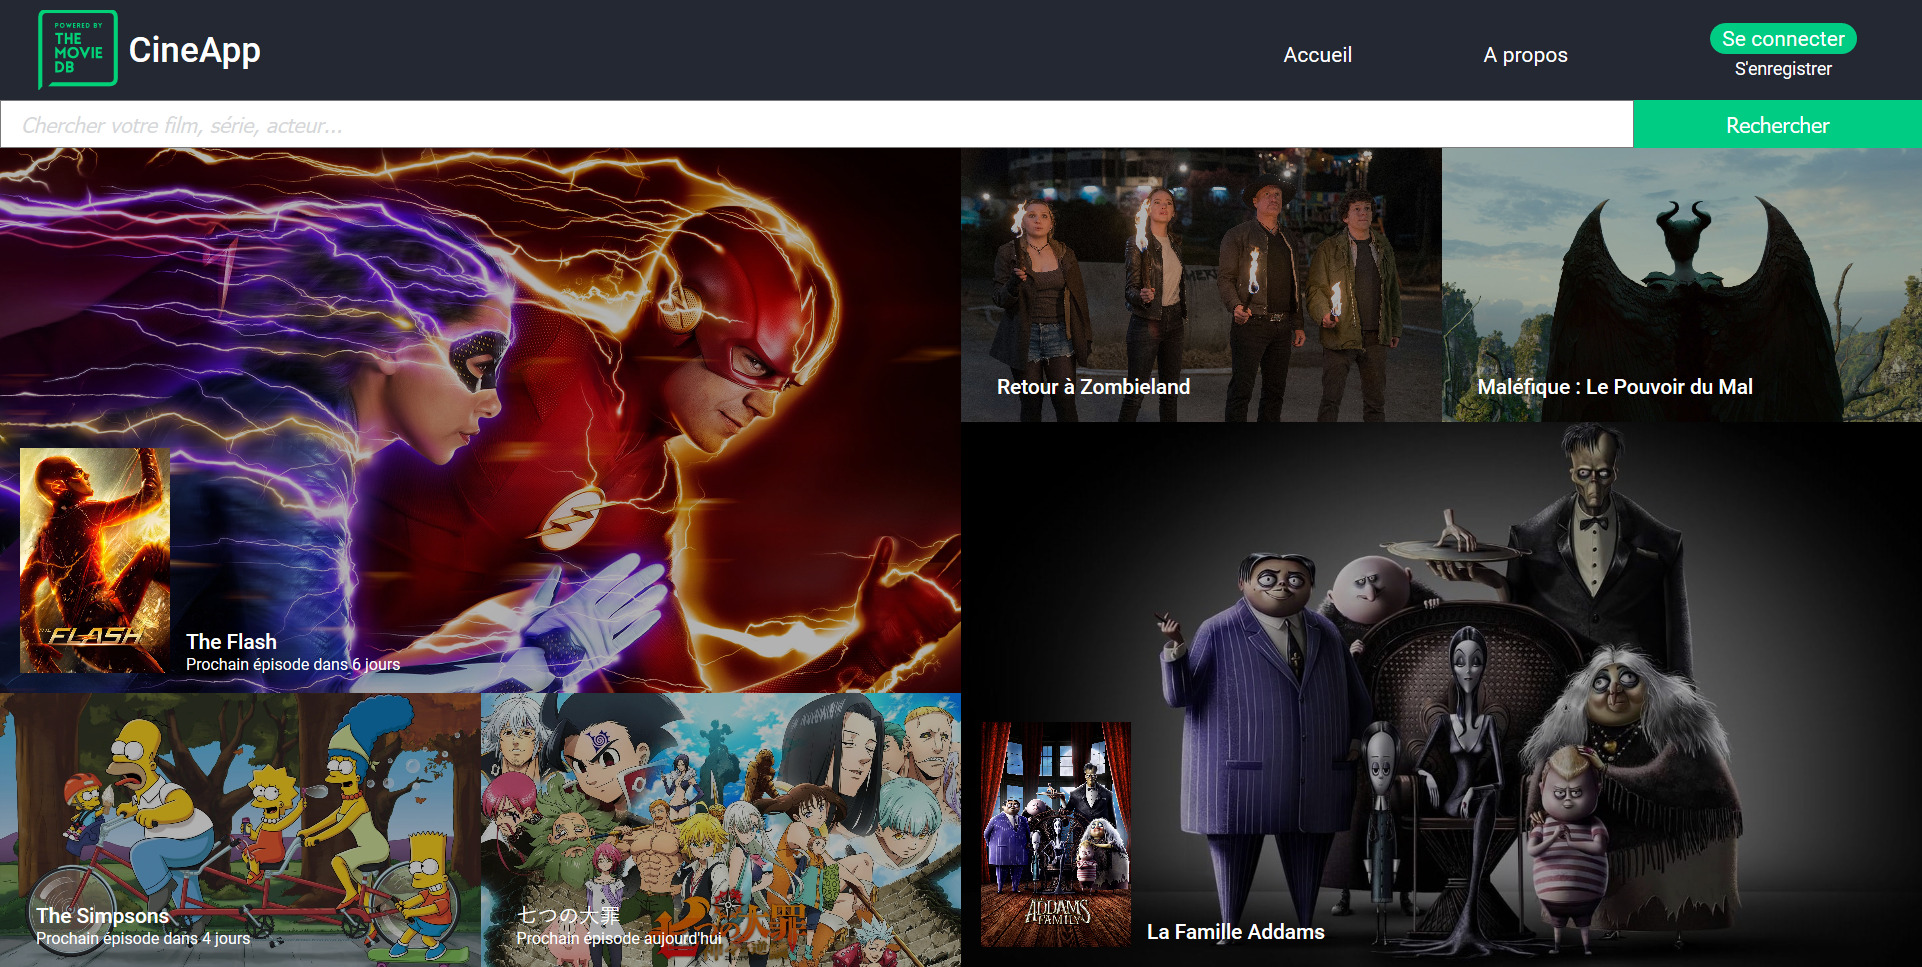 POWERED BY
THE
MOVIE
DB
CineApp
Accueil
A propos
Se connecter
S'enregistrer
Chercher votre film, série, acteur...
Rechercher
Retour à Zombieland
Maléfique : Le Pouvoir du Mal
THE
FLASH
The Flash
Prochain épisode dans 6 jours
The Simpsons
Prochain épisode dans 4 jours
七つの大罪
Prochain épisode aujourd'hui
ADDAMS
FAMILY
La Famille Addams